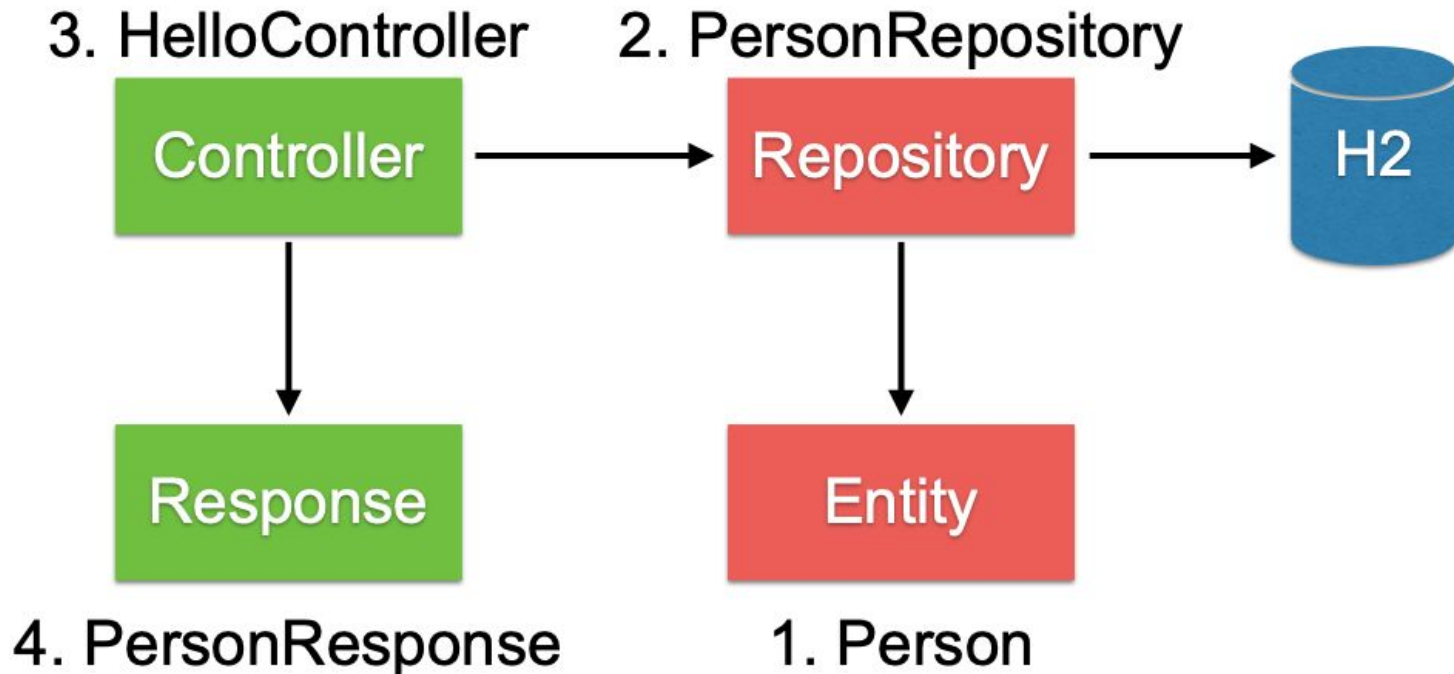 3. HelloController
2. PersonRepository
Controller
Repository
H2
Response
Entity
4. PersonResponse
1. Person